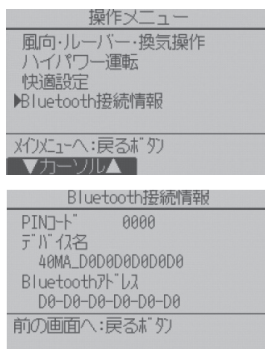 操作メニュー
風向・ルーバー・換気操作
ハイパワー運転
快適設定
▶Bluetooth接続情報
ﾒｲﾝﾒﾆｭｰへ:戻るﾎﾞﾀﾝ
▼カーソル▲
Bluetooth接続情報
PINｺｰﾄﾞ 0000
ﾃﾞﾊﾞｲｽ名
40MA_D0D0D0D0D0D0
Bluetoothｱﾄﾞﾚｽ
D0-D0-D0-D0-D0-D0
前の画面へ:戻るﾎﾞﾀﾝ